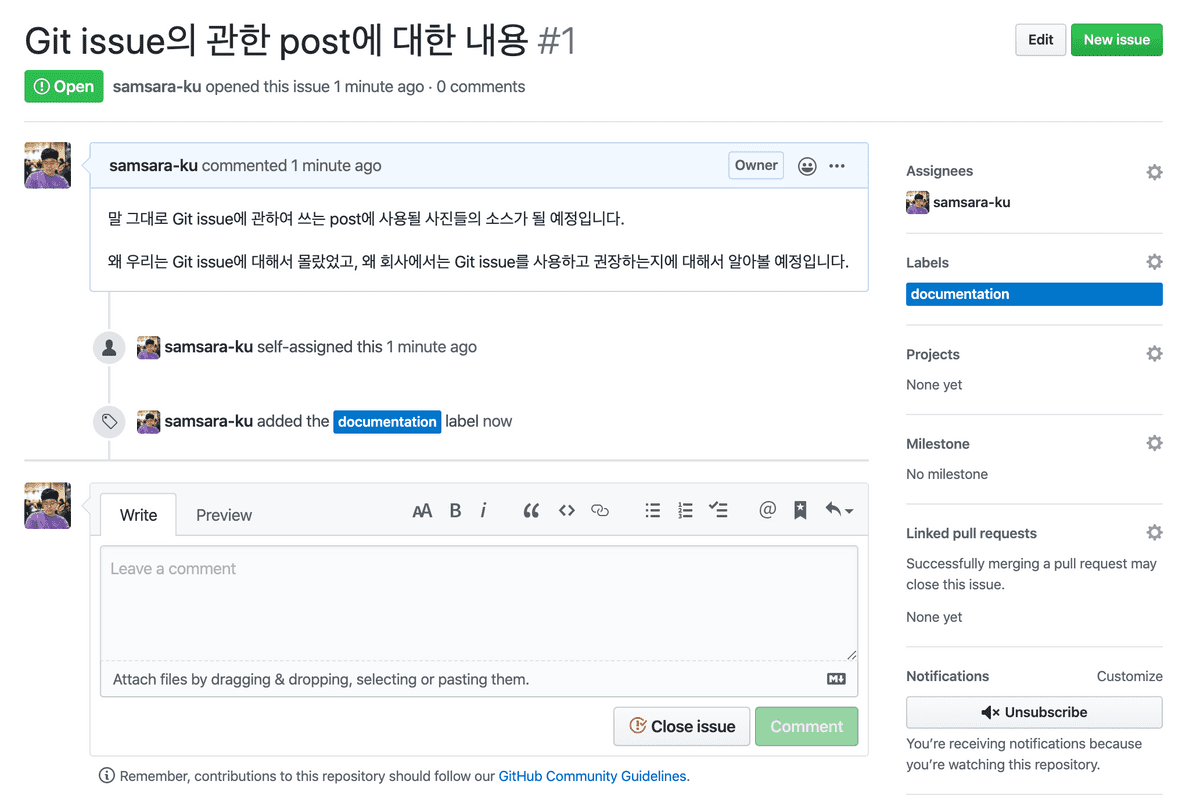 Git issue의 관한 post에 대한 내용 #1
Edit
New issue
Open
samsara-ku opened this issue 1 minute ago · 0 comments
samsara-ku commented 1 minute ago
Owner
말 그대로 Git issue에 관하여 쓰는 post에 사용될 사진들의 소스가 될 예정입니다.
왜 우리는 Git issue에 대해서 몰랐었고, 왜 회사에서는 Git issue를 사용하고 권장하는지에 대해서 알아볼 예정입니다.
samsara-ku self-assigned this 1 minute ago
samsara-ku added the documentation label now
Write
Preview
AA B i
Leave a comment
Attach files by dragging & dropping, selecting or pasting them.
Close issue
Comment
Remember, contributions to this repository should follow our GitHub Community Guidelines.
Assignees
samsara-ku
Labels
documentation
Projects
None yet
Milestone
No milestone
Linked pull requests
Successfully merging a pull request may
close this issue.
None yet
Notifications
Customize
Unsubscribe
You're receiving notifications because
you're watching this repository.